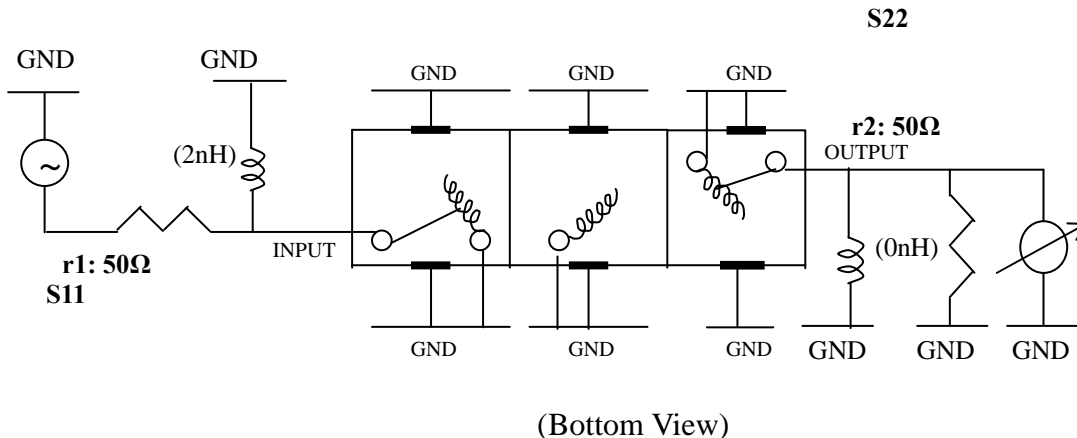 S22
GND
GND
GND
GND
GND
(2nH)
r2: 50Ω
OUTPUT
~
INPUT
(0nH)
r1: 50Ω
S11
GND
GND
GND
GND
GND
GND
(Bottom View)